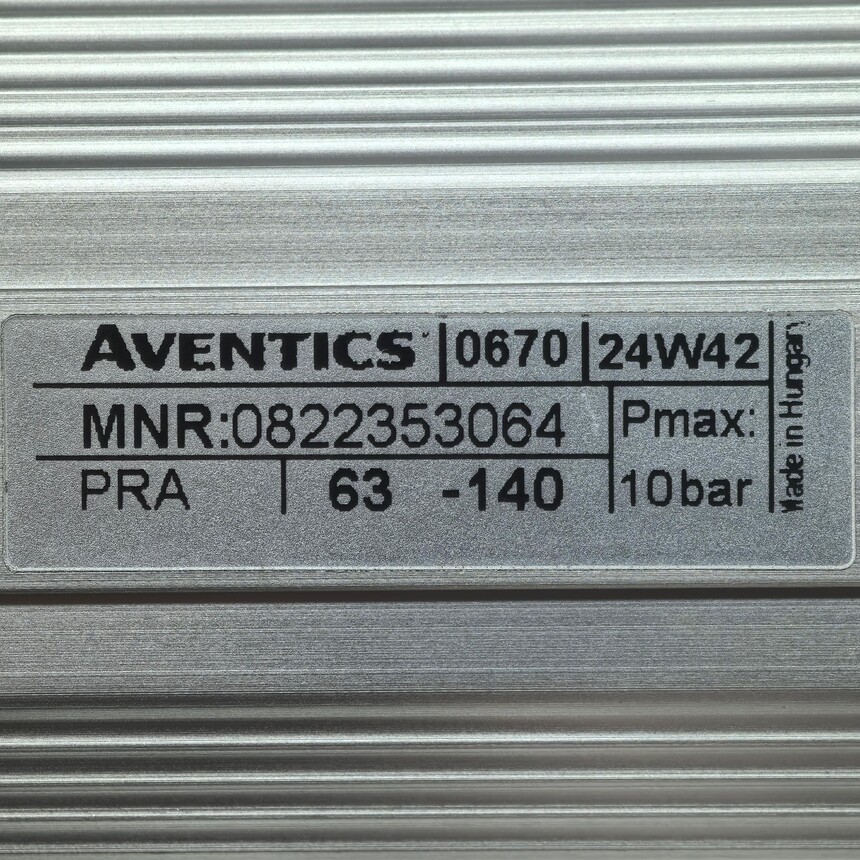 AVENTICS 0670 24W42
MNR:0822353064 Pmax:
PRA 63 -140 10bar
Made in Hungary